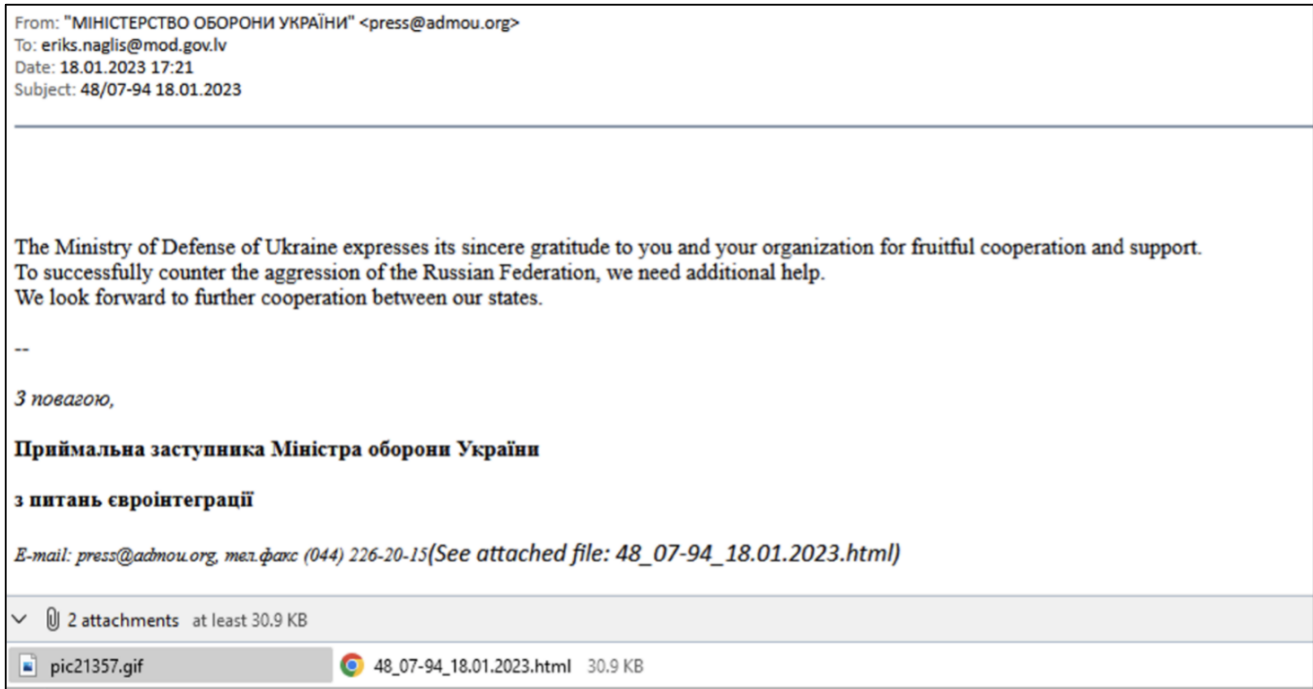 From: "МІНІСТЕРСТВО ОБОРОНИ УКРАЇНИ" <press@admou.org>
To: eriks.naglis@mod.gov.lv
Date: 18.01.2023 17:21
Subject: 48/07-94 18.01.2023
The Ministry of Defense of Ukraine expresses its sincere gratitude to you and your organization for fruitful cooperation and support.
To successfully counter the aggression of the Russian Federation, we need additional help.
We look forward to further cooperation between our states.
--
З повагою,
Приймальна заступника Міністра оборони України
з питань євроінтеграції
E-mail: press@admou.org, тел.факс (044) 226-20-15(See attached file: 48_07-94_18.01.2023.html)
2 attachments at least 30.9 KB
pic21357.gif 48_07-94_18.01.2023.html 30.9 KB